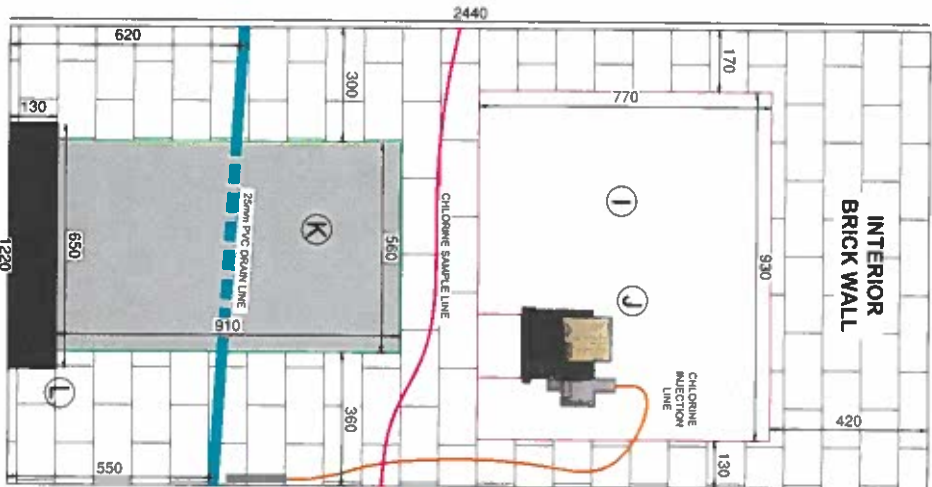 2440
620
300
170
130
770
INTERIOR
BRICK WALL
I
K
25mm PVC DRAIN LINE
CHLORINE SAMPLE LINE
560
650
930
1220
J
910
CHLORINE
INJECTION
LINE
L
360
420
550
130